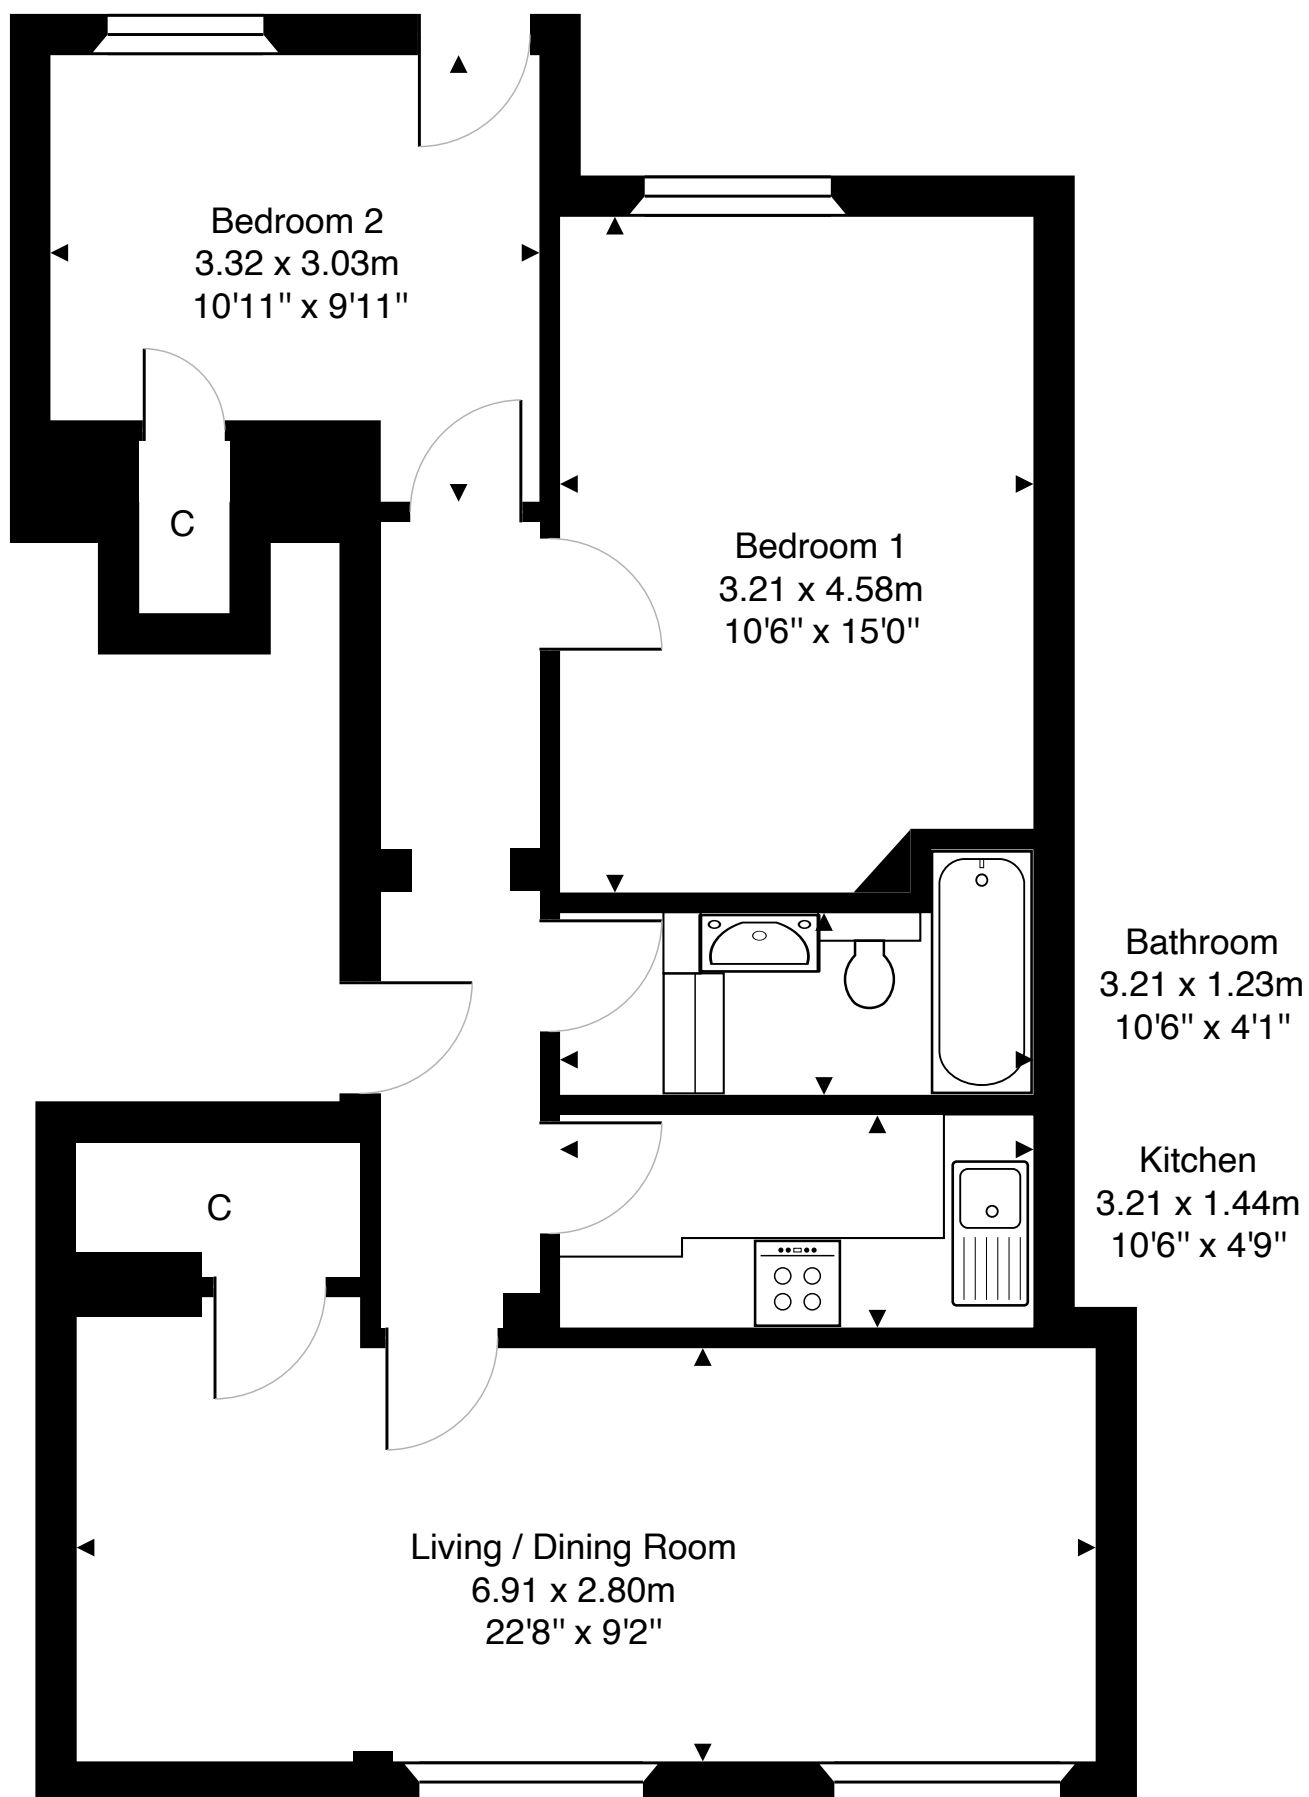 Bedroom 2
3.32 x 3.03m
10'11" x 9'11"
C
Bedroom 1
3.21 x 4.58m
10'6" x 15'0"
Bathroom
3.21 x 1.23m
10'6" x 4'1"
Kitchen
3.21 x 1.44m
10'6" x 4'9"
C
Living / Dining Room
6.91 x 2.80m
22'8" x 9'2"